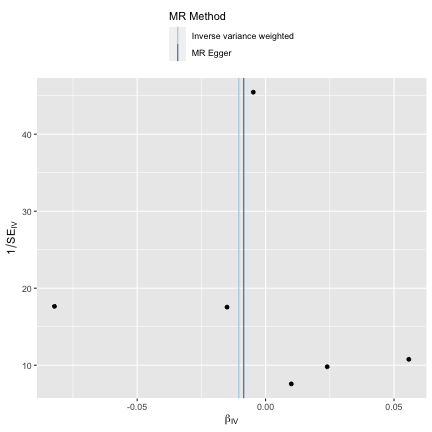 MR Method
Inverse variance weighted
MR Egger
40
30
20
10
1/SE_IV
-0.05
0.00
0.05
β_IV